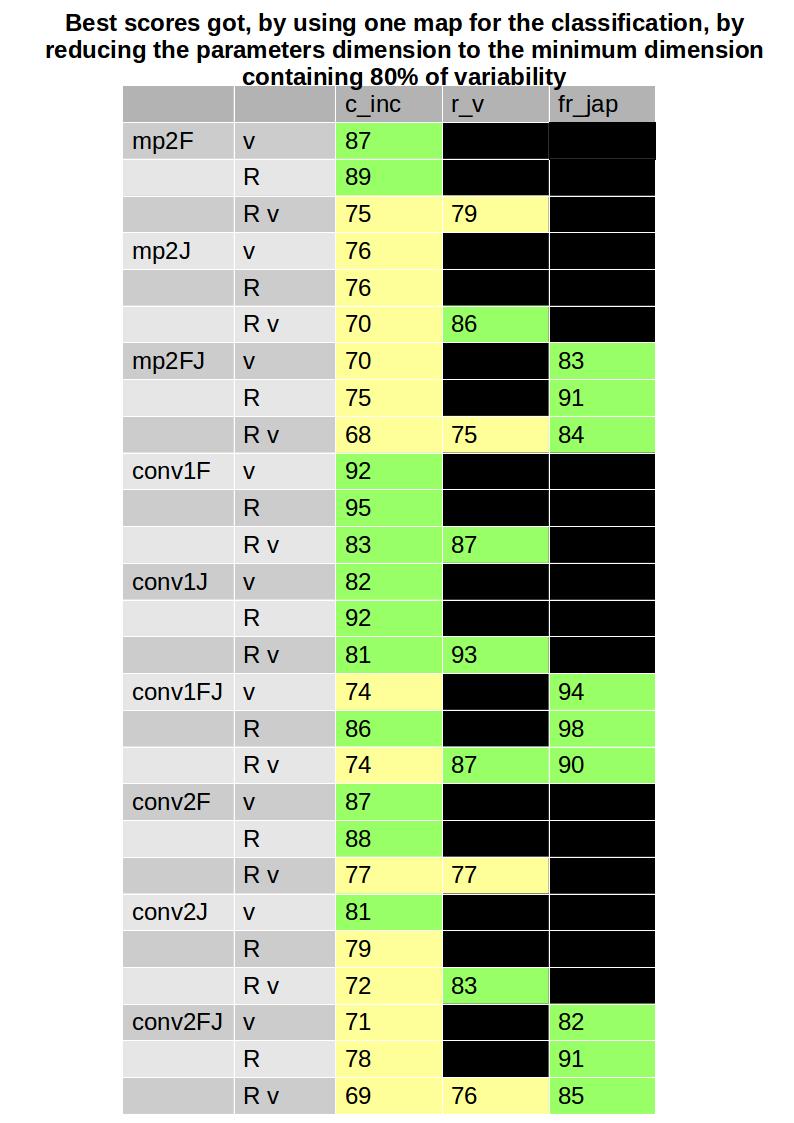 Best scores got, by using one map for the classification, by
reducing the parameters dimension to the minimum dimension
containing 80% of variability
c_inc r_v fr_jap
mp2F v 87
R 89
R v 75 79
mp2J v 76
R 76
R v 70 86
mp2FJ v 70 83
R 75 91
R v 68 75 84
conv1F v 92
R 95
R v 83 87
conv1J v 82
R 92
R v 81 93
conv1FJ v 74 94
R 86 98
R v 74 87 90
conv2F v 87
R 88
R v 77 77
conv2J v 81
R 79
R v 72 83
conv2FJ v 71 82
R 78 91
R v 69 76 85